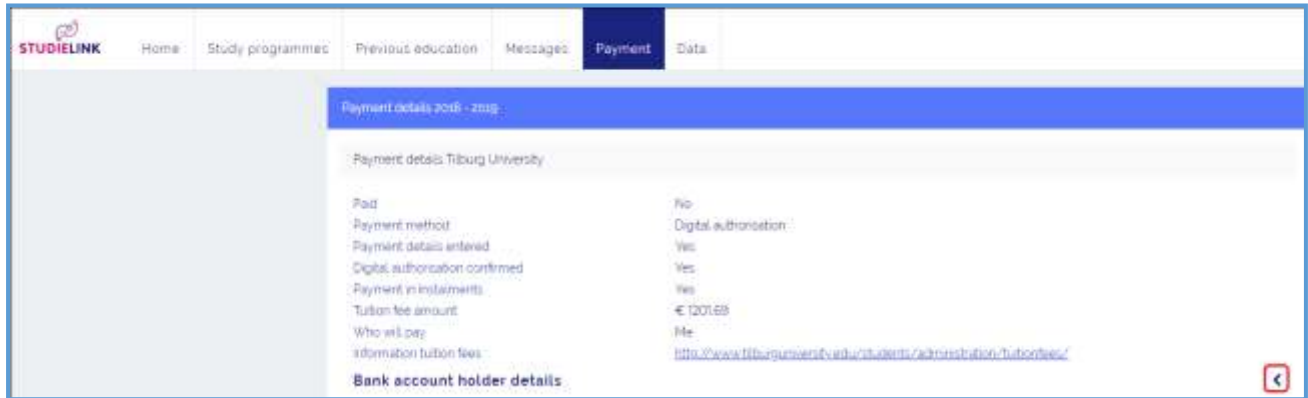 STUDIELINK Home Study programmes Previous education Messages Payment Data
Payment details 2018 - 2019
Payment details Tilburg University
Paid No
Payment method Digital authorisation
Payment details entered Yes
Digital authorisation confirmed Yes
Payment in instalments Yes
Tuition fee amount € 1201.68
Who will pay Me
Information tuition fees http://www.tilburguniversity.edu/students/administration/tuitionfees/
Bank account holder details